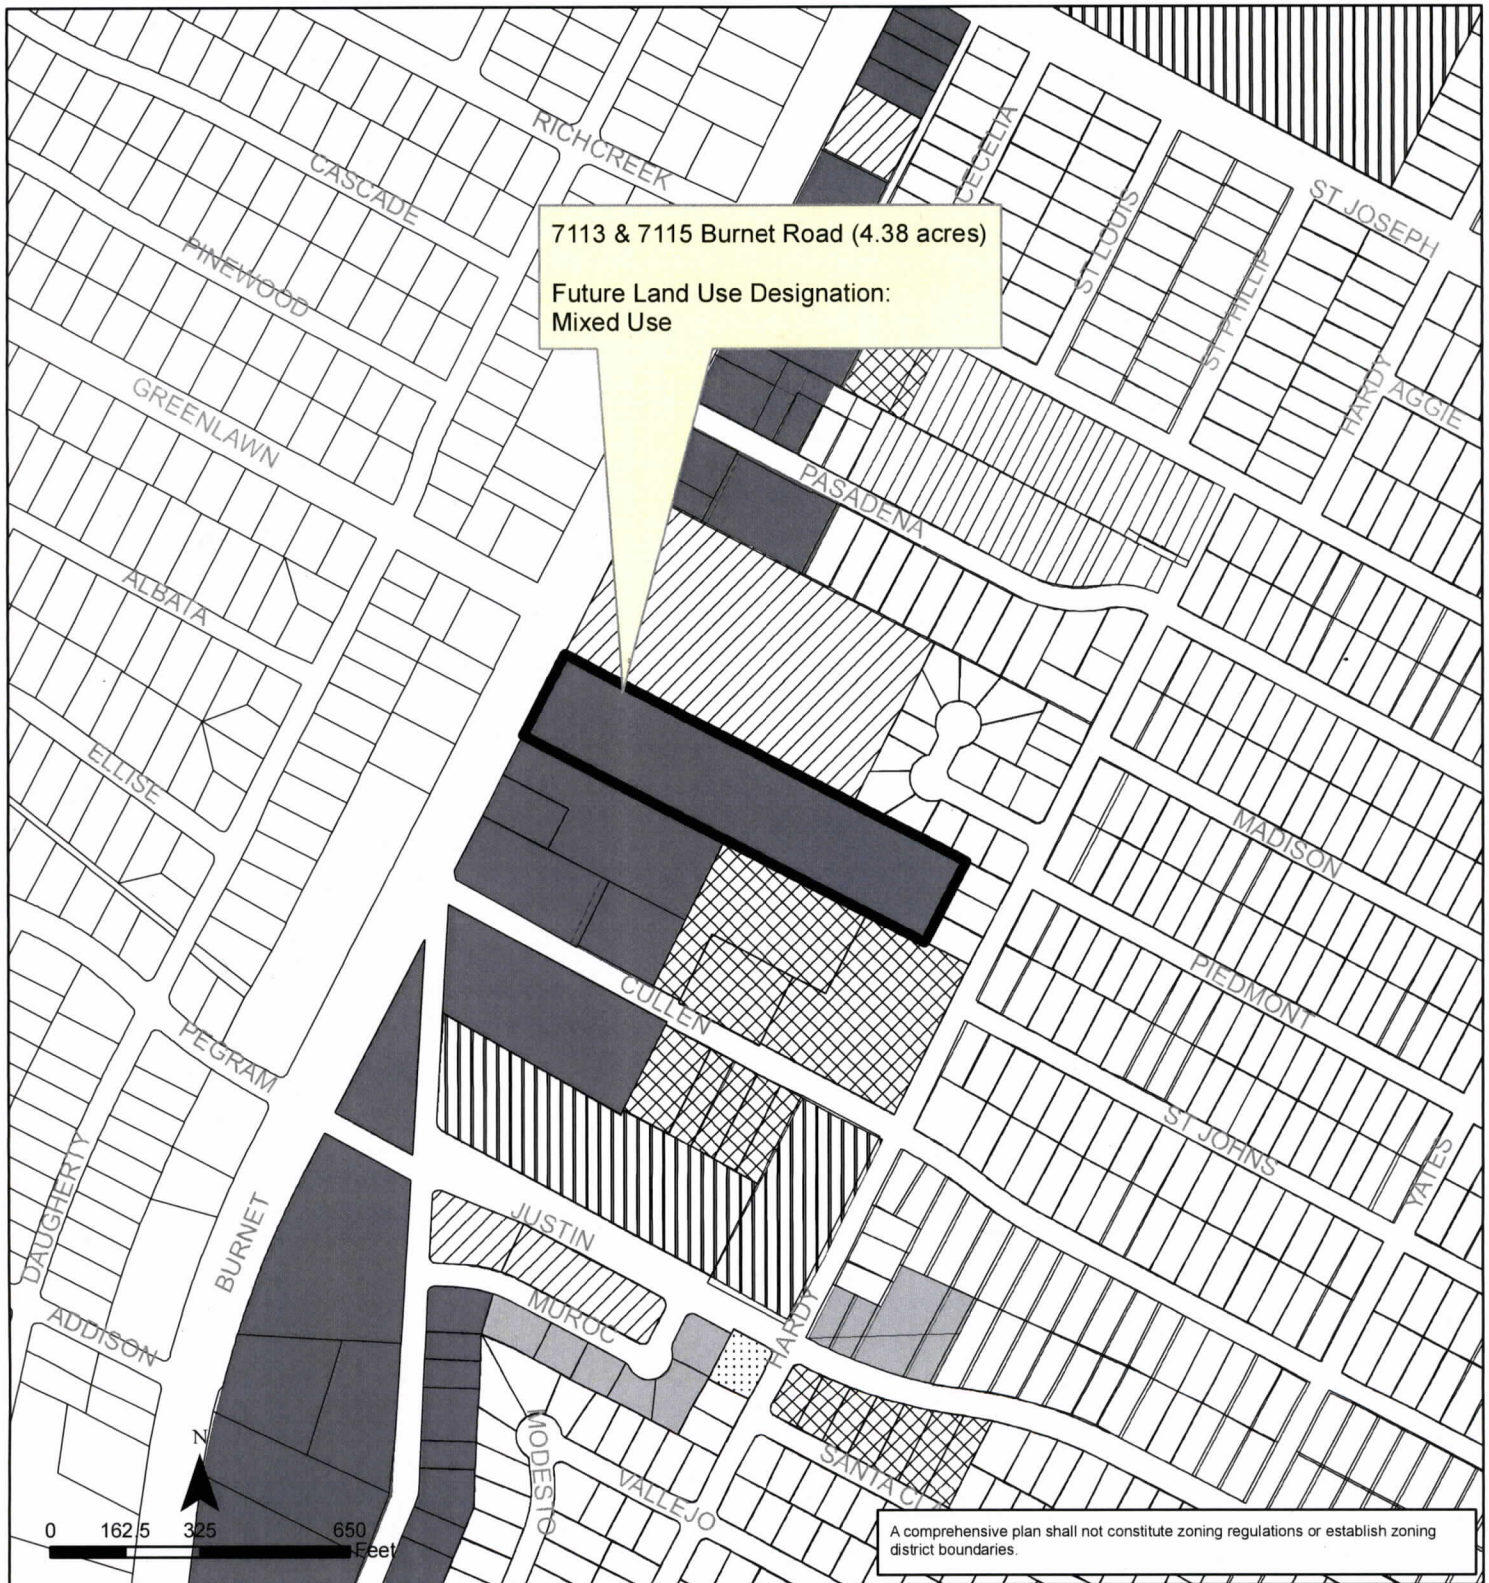 RICHCREEK
CECELIA
CASCADE
ST LOUIS
ST JOSEPH
PINEWOOD
7113 & 7115 Burnet Road (4.38 acres)
Future Land Use Designation:
Mixed Use
ST PHILLIP
HARDY
AGGIE
GREENLAWN
PASADENA
ALBATA
ELLISE
MADISON
PIEDMONT
CULLEN
PEGRAM
ST JOHNS
YATES
DAUGHERTY
BURNET
JUSTIN
MUROC
HARDY
ADDISON
MODESTO
VALLEJO
N
0 162.5 325 650
Feet
A comprehensive plan shall not constitute zoning regulations or establish zoning
district boundaries.
SANTA